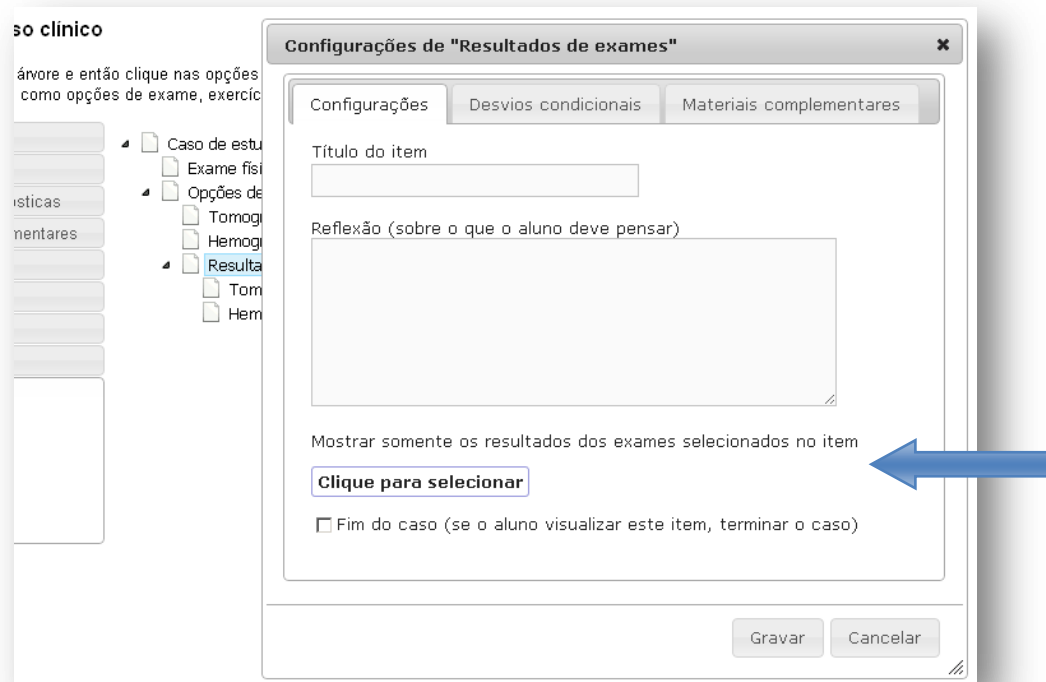 so clínico
árvore e então clique nas opções
como opções de exame, exercíc
ósticas
mentares
Caso de estu
Exame físi
Opções de
Tomogr
Hemogr
Resulta
Tom
Hem
Configurações de "Resultados de exames"
Configurações
Desvios condicionais
Materiais complementares
Título do item
Reflexão (sobre o que o aluno deve pensar)
Mostrar somente os resultados dos exames selecionados no item
Clique para selecionar
Fim do caso (se o aluno visualizar este item, terminar o caso)
Gravar
Cancelar